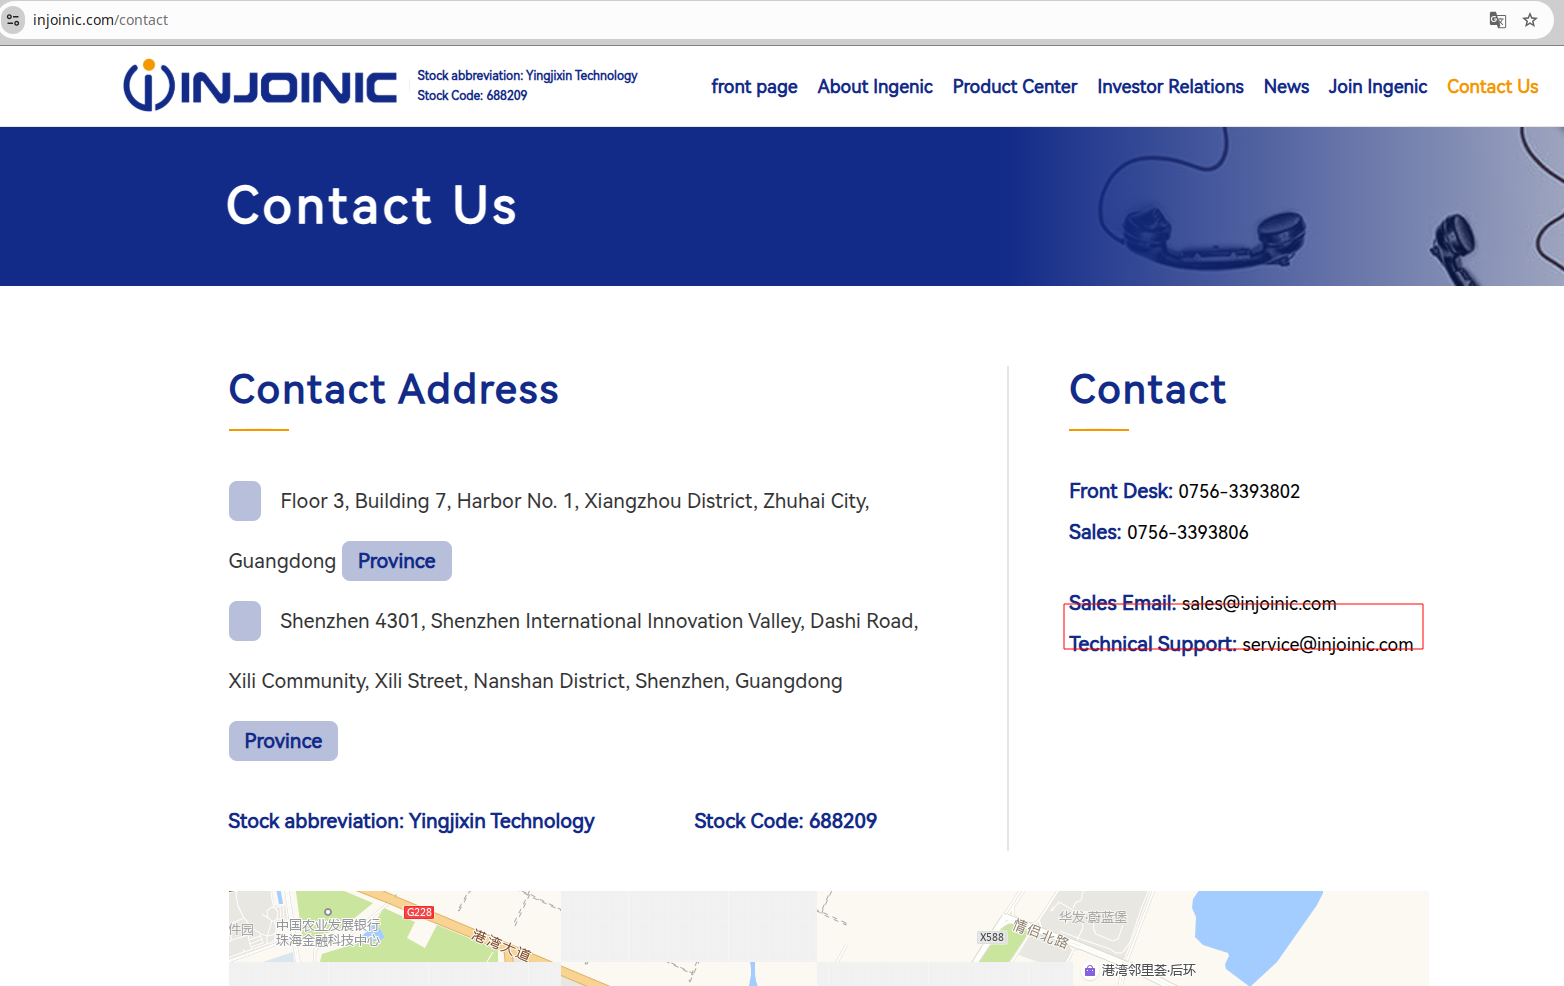 injoinic.com/contact
INJOINIC
Stock abbreviation: Yingjixin Technology
Stock Code: 688209
front page
About Ingenic
Product Center
Investor Relations
News
Join Ingenic
Contact Us
Contact Us
Contact Address
Floor 3, Building 7, Harbor No. 1, Xiangzhou District, Zhuhai City,
Guangdong Province
Shenzhen 4301, Shenzhen International Innovation Valley, Dashi Road,
Xili Community, Xili Street, Nanshan District, Shenzhen, Guangdong
Province
Stock abbreviation: Yingjixin Technology
Stock Code: 688209
Contact
Front Desk: 0756-3393802
Sales: 0756-3393806
Sales Email: sales@injoinic.com
Technical Support: service@injoinic.com
件园
中国农业发展银行
珠海金融科技中心
G228
港湾大道
X588
情侣北路
华发·蔚蓝堡
港湾邻里荟·后环